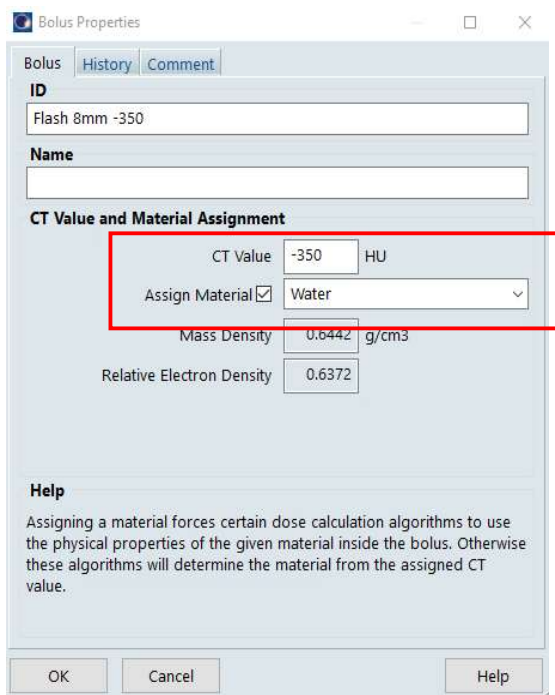 Bolus Properties
Bolus History Comment
ID
Flash 8mm -350
Name
CT Value and Material Assignment
CT Value -350 HU
Assign Material Water
Mass Density 0.6442 g/cm3
Relative Electron Density 0.6372
Help
Assigning a material forces certain dose calculation algorithms to use
the physical properties of the given material inside the bolus. Otherwise
these algorithms will determine the material from the assigned CT
value.
OK Cancel Help